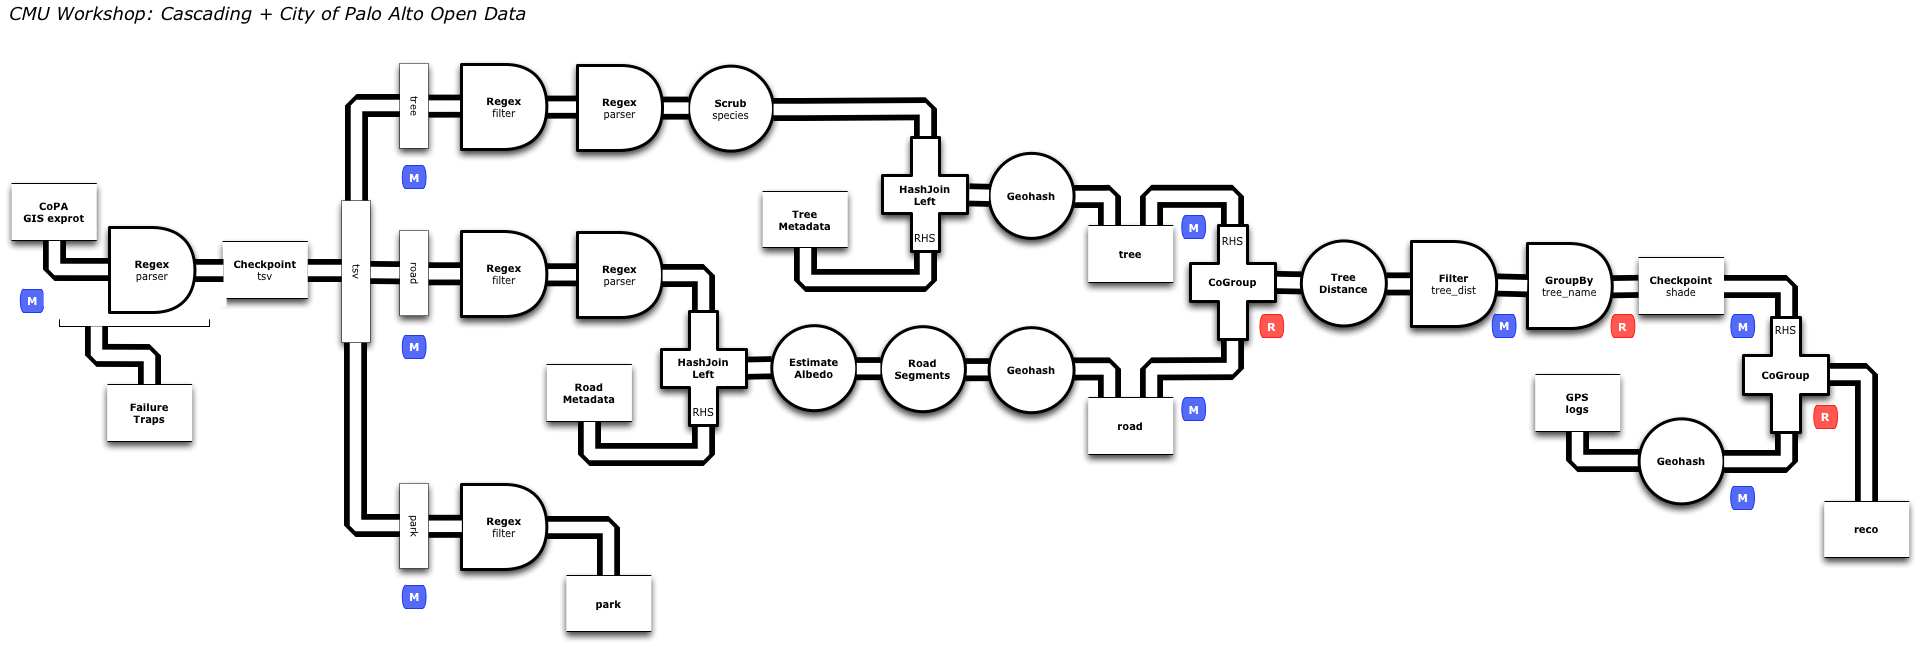 CMU Workshop: Cascading + City of Palo Alto Open Data
CoPA
GIS exprot
M
Regex
parser
Failure
Traps
Checkpoint
tsv
tsv
tree
M
Regex
filter
Regex
parser
Scrub
species
Tree
Metadata
HashJoin
Left
RHS
Geohash
tree
M
road
M
Regex
filter
Regex
parser
Road
Metadata
HashJoin
Left
RHS
Estimate
Albedo
Road
Segments
Geohash
road
M
park
M
Regex
filter
park
RHS
CoGroup
R
Tree
Distance
Filter
tree_dist
M
GroupBy
tree_name
R
Checkpoint
shade
M
RHS
CoGroup
R
GPS
logs
Geohash
M
reco